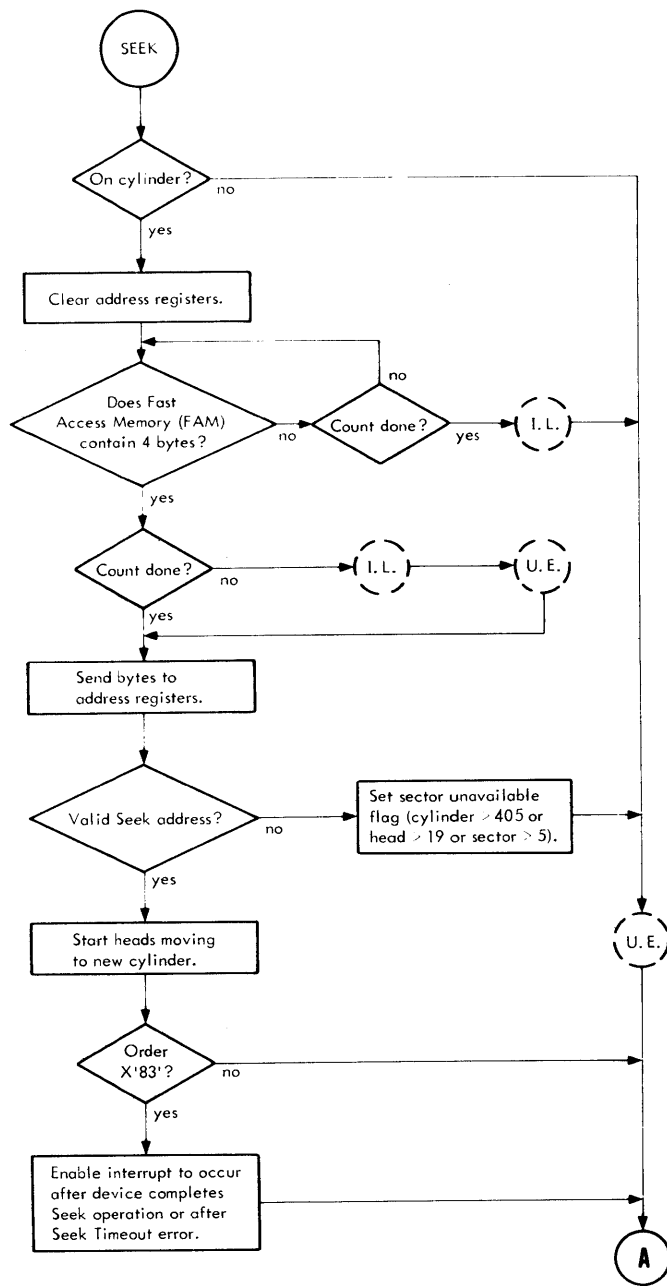 SEEK
On cylinder?
no
yes
Clear address registers.
no
Does Fast
Access Memory (FAM)
contain 4 bytes?
no
Count done?
yes
I. L.
yes
Count done?
no
I. L.
U. E.
yes
Send bytes to
address registers.
Valid Seek address?
no
Set sector unavailable
flag (cylinder > 405 or
head > 19 or sector > 5).
yes
Start heads moving
to new cylinder.
U. E.
Order
X'83'?
no
yes
Enable interrupt to occur
after device completes
Seek operation or after
Seek Timeout error.
A